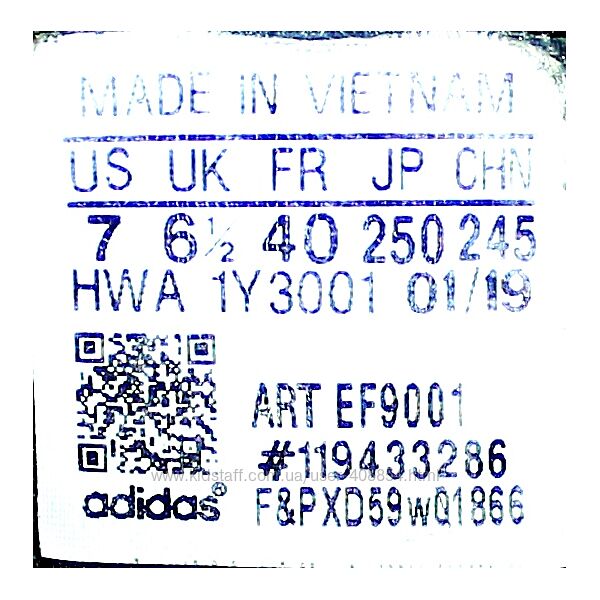 MADE IN VIETNAM
US UK FR JP CHN
7 6½ 40 250 245
HWA 1Y3001 01/19
ART EF9001
#119433286
adidas® F&PXD59wQ1866